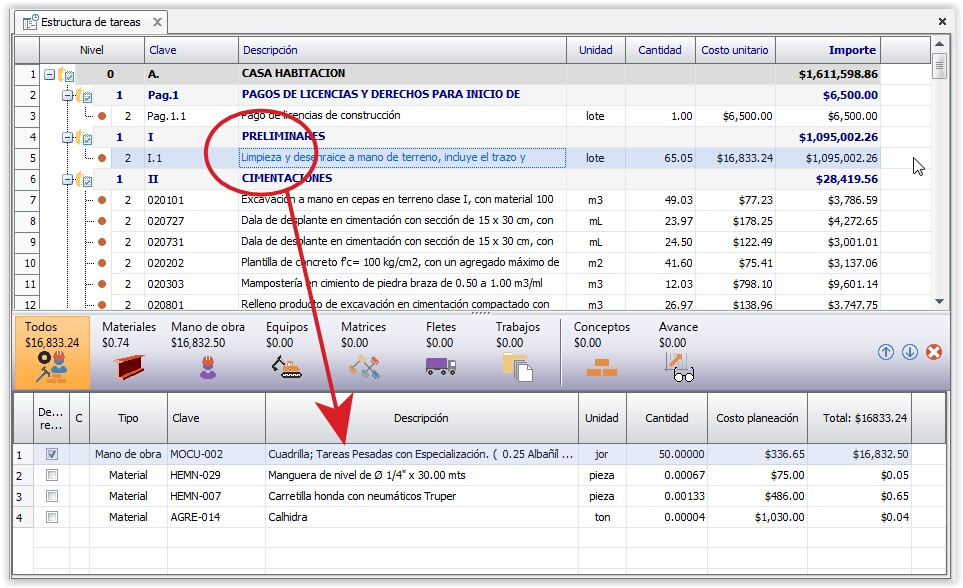 Estructura de tareas
Nivel Clave Descripción Unidad Cantidad Costo unitario Importe
1 0 A. CASA HABITACION $1,611,598.86
2 1 Pag.1 PAGOS DE LICENCIAS Y DERECHOS PARA INICIO DE $6,500.00
3 2 Pag.1.1 Pago de licencias de construcción lote 1.00 $6,500.00 $6,500.00
4 1 I PRELIMINARES $1,095,002.26
5 2 I.1 Limpieza y desenraice a mano de terreno, incluye el trazo y lote 65.05 $16,833.24 $1,095,002.26
6 1 II CIMENTACIONES $28,419.56
7 2 020101 Excavación a mano en cepas en terreno clase I, con material 100 m3 49.03 $77.23 $3,786.59
8 2 020727 Dala de desplante en cimentación con sección de 15 x 30 cm, con mL 23.97 $178.25 $4,272.65
9 2 020731 Dala de desplante en cimentación con sección de 15 x 30 cm, con mL 24.50 $122.49 $3,001.01
10 2 020202 Plantilla de concreto f'c= 100 kg/cm2, con un agregado máximo de m2 41.60 $75.41 $3,137.06
11 2 020303 Mampostería en cimiento de piedra braza de 0.50 a 1.00 m3/ml m3 12.03 $798.10 $9,601.14
12 2 020801 Relleno producto de excavación en cimentación compactado con m3 26.97 $138.96 $3,747.75
Todos Materiales Mano de obra Equipos Matrices Fletes Trabajos Conceptos Avance
$16,833.24 $0.74 $16,832.50 $0.00 $0.00 $0.00 $0.00 $0.00 $0.00
De... re... C Tipo Clave Descripción Unidad Cantidad Costo planeación Total: $16833.24
1 Mano de obra MOCU-002 Cuadrilla; Tareas Pesadas con Especialización. ( 0.25 Albañil ... jor 50.00000 $336.65 $16,832.50
2 Material HEMN-029 Manguera de nivel de Ø 1/4" x 30.00 mts pieza 0.00067 $75.00 $0.05
3 Material HEMN-007 Carretilla honda con neumáticos Truper pieza 0.00133 $486.00 $0.65
4 Material AGRE-014 Calhidra ton 0.00004 $1,030.00 $0.04